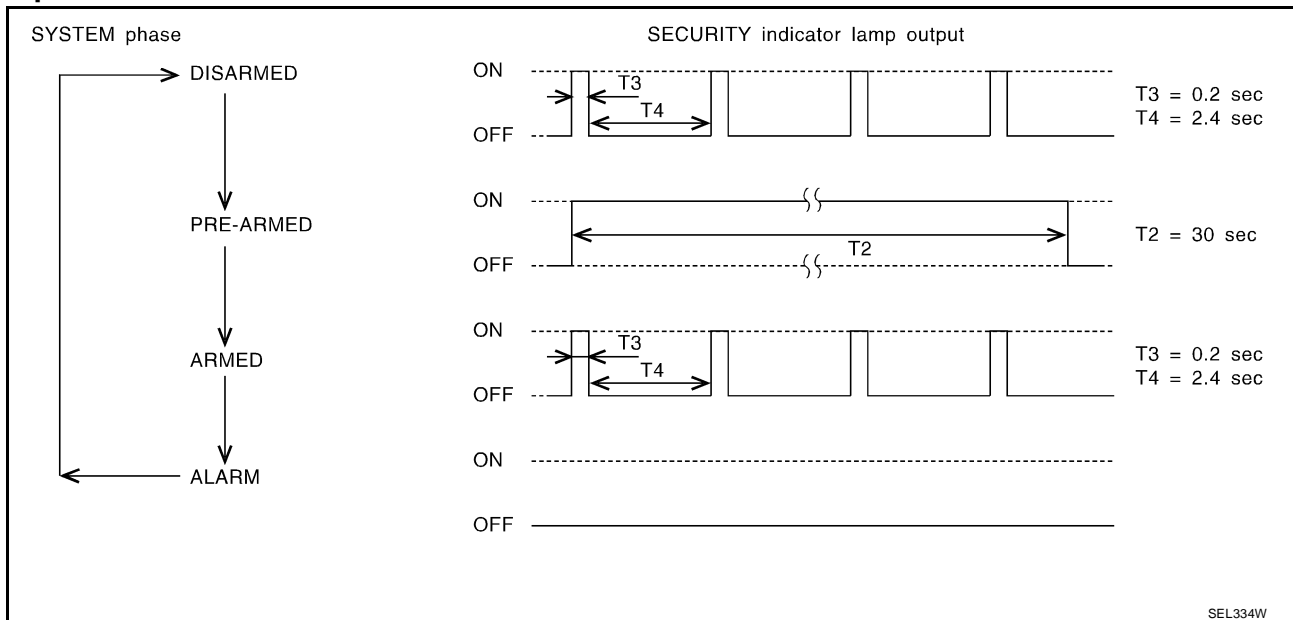 SYSTEM phase
SECURITY indicator lamp output
DISARMED
ON
T3
T4
OFF
T3 = 0.2 sec
T4 = 2.4 sec
PRE-ARMED
ON
T2
OFF
T2 = 30 sec
ARMED
ON
T3
T4
OFF
T3 = 0.2 sec
T4 = 2.4 sec
ALARM
ON
OFF
SEL334W